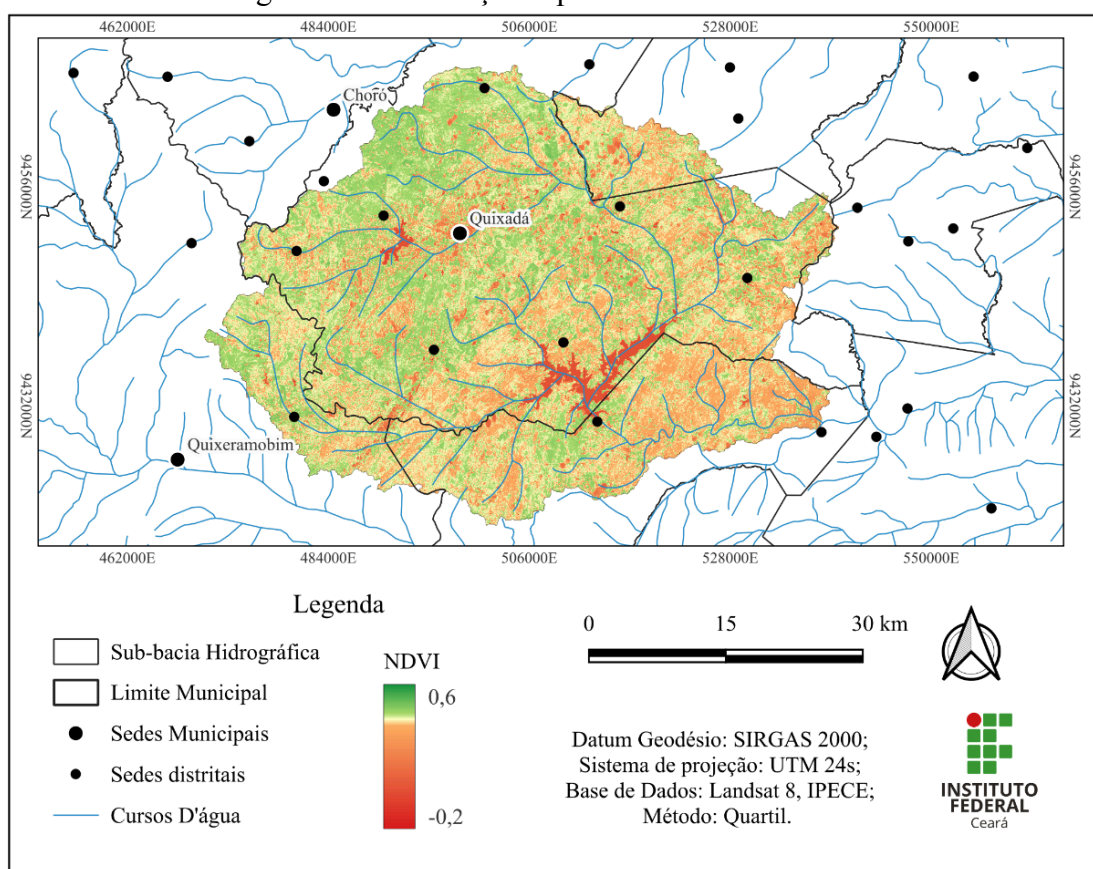 462000E 484000E 506000E 528000E 550000E
Choró
9456000N
9456000N
Quixadá
9432000N
9432000N
Quixeramobim
462000E 484000E 506000E 528000E 550000E
Legenda
Sub-bacia Hidrográfica
Limite Municipal
Sedes Municipais
Sedes distritais
Cursos D'água
NDVI
0,6
-0,2
0 15 30 km
Datum Geodésio: SIRGAS 2000;
Sistema de projeção: UTM 24s;
Base de Dados: Landsat 8, IPECE;
Método: Quartil.
INSTITUTO
FEDERAL
Ceará